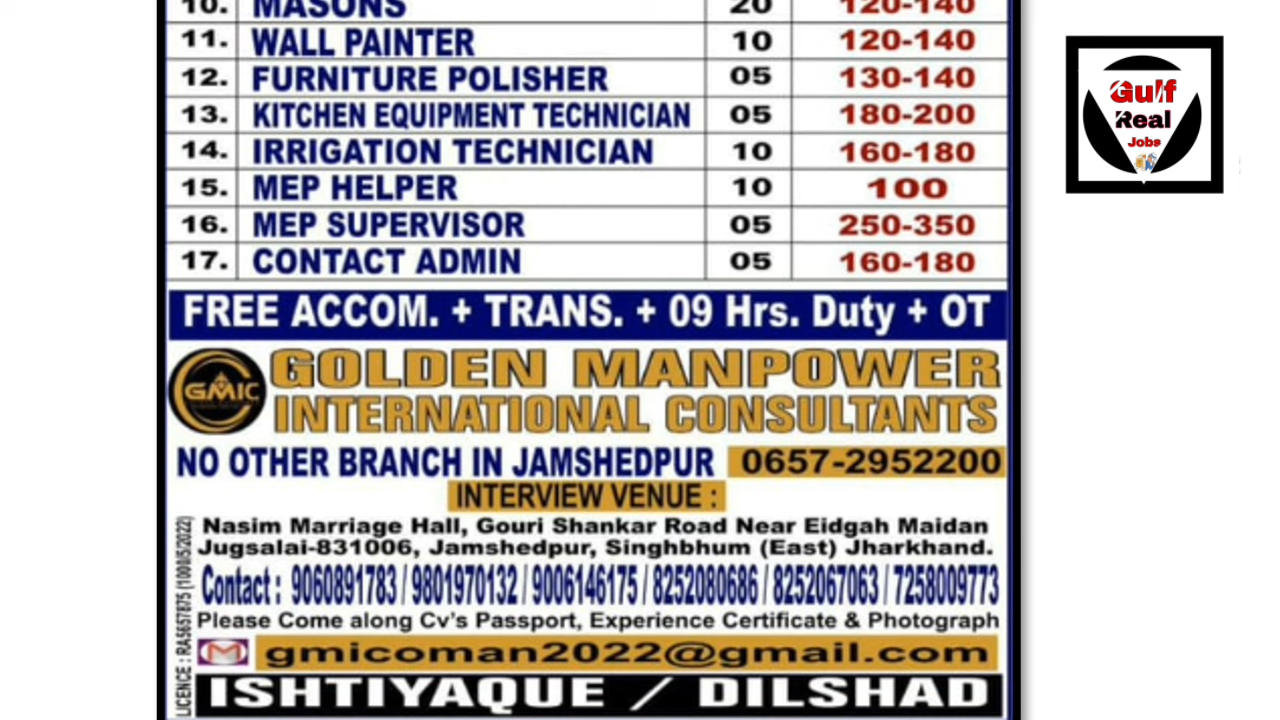 10. MASONS 20 120-140
11. WALL PAINTER 10 120-140
12. FURNITURE POLISHER 05 130-140
13. KITCHEN EQUIPMENT TECHNICIAN 05 180-200
14. IRRIGATION TECHNICIAN 10 160-180
15. MEP HELPER 10 100
16. MEP SUPERVISOR 05 250-350
17. CONTACT ADMIN 05 160-180
FREE ACCOM. + TRANS. + 09 Hrs. Duty + OT
GMIC
GOLDEN MANPOWER
INTERNATIONAL CONSULTANTS
NO OTHER BRANCH IN JAMSHEDPUR 0657-2952200
INTERVIEW VENUE :
Nasim Marriage Hall, Gouri Shankar Road Near Eidgah Maidan
Jugsalai-831006, Jamshedpur, Singhbhum (East) Jharkhand.
Contact : 9060891783 / 9801970132 / 9006146175 / 8252080686 / 8252067063 / 7258009773
Please Come along Cv's Passport, Experience Certificate & Photograph
gmicoman2022@gmail.com
ISHTIYAQUE / DILSHAD
LICENCE : RA5657875 (1000/5/2022)
Gulf
Real
Jobs